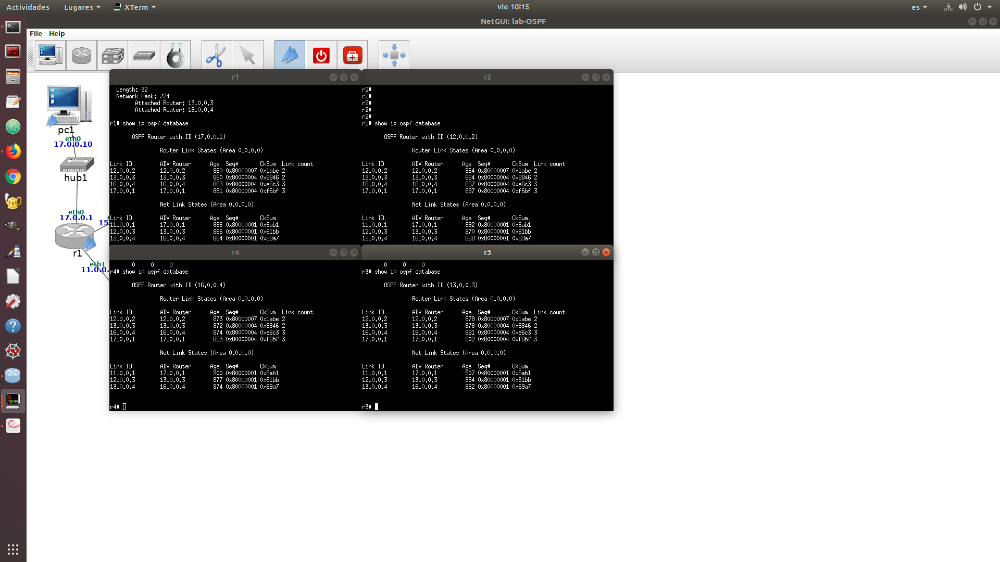 Actividades Lugares XTerm vie 10:15 es
NetGUI: lab-OSPF
File Help
pc1
eth0
17.0.0.10
hub1
eth0
17.0.0.1
15
r1
eth1
11.0.0.
r1
Length: 32
Network Mask: /24
Attached Router: 13.0.0.3
Attached Router: 16.0.0.4
r1# show ip ospf database
OSPF Router with ID (17.0.0.1)
Router Link States (Area 0.0.0.0)
Link ID ADV Router Age Seq# CkSum Link count
12.0.0.2 12.0.0.2 860 0x80000007 0x1abe 2
13.0.0.3 13.0.0.3 860 0x80000004 0x8846 2
16.0.0.4 16.0.0.4 863 0x80000004 0xe6c3 3
17.0.0.1 17.0.0.1 881 0x80000004 0xf6bf 3
Net Link States (Area 0.0.0.0)
Link ID ADV Router Age Seq# CkSum
11.0.0.1 17.0.0.1 886 0x80000001 0x6ab1
12.0.0.3 13.0.0.3 866 0x80000001 0x61bb
13.0.0.4 16.0.0.4 864 0x80000001 0x69a7
r2
r2#
r2#
r2#
r2#
r2#
r2# show ip ospf database
OSPF Router with ID (12.0.0.2)
Router Link States (Area 0.0.0.0)
Link ID ADV Router Age Seq# CkSum Link count
12.0.0.2 12.0.0.2 864 0x80000007 0x1abe 2
13.0.0.3 13.0.0.3 864 0x80000004 0x8846 2
16.0.0.4 16.0.0.4 867 0x80000004 0xe6c3 3
17.0.0.1 17.0.0.1 887 0x80000004 0xf6bf 3
Net Link States (Area 0.0.0.0)
Link ID ADV Router Age Seq# CkSum
11.0.0.1 17.0.0.1 892 0x80000001 0x6ab1
12.0.0.3 13.0.0.3 870 0x80000001 0x61bb
13.0.0.4 16.0.0.4 868 0x80000001 0x69a7
r4
0 0 0
r4# show ip ospf database
OSPF Router with ID (16.0.0.4)
Router Link States (Area 0.0.0.0)
Link ID ADV Router Age Seq# CkSum Link count
12.0.0.2 12.0.0.2 873 0x80000007 0x1abe 2
13.0.0.3 13.0.0.3 872 0x80000004 0x8846 2
16.0.0.4 16.0.0.4 874 0x80000004 0xe6c3 3
17.0.0.1 17.0.0.1 895 0x80000004 0xf6bf 3
Net Link States (Area 0.0.0.0)
Link ID ADV Router Age Seq# CkSum
11.0.0.1 17.0.0.1 900 0x80000001 0x6ab1
12.0.0.3 13.0.0.3 877 0x80000001 0x61bb
13.0.0.4 16.0.0.4 874 0x80000001 0x69a7
r4#
r3
0 0 0
r3# show ip ospf database
OSPF Router with ID (13.0.0.3)
Router Link States (Area 0.0.0.0)
Link ID ADV Router Age Seq# CkSum Link count
12.0.0.2 12.0.0.2 878 0x80000007 0x1abe 2
13.0.0.3 13.0.0.3 878 0x80000004 0x8846 2
16.0.0.4 16.0.0.4 881 0x80000004 0xe6c3 3
17.0.0.1 17.0.0.1 902 0x80000004 0xf6bf 3
Net Link States (Area 0.0.0.0)
Link ID ADV Router Age Seq# CkSum
11.0.0.1 17.0.0.1 907 0x80000001 0x6ab1
12.0.0.3 13.0.0.3 884 0x80000001 0x61bb
13.0.0.4 16.0.0.4 882 0x80000001 0x69a7
r3#